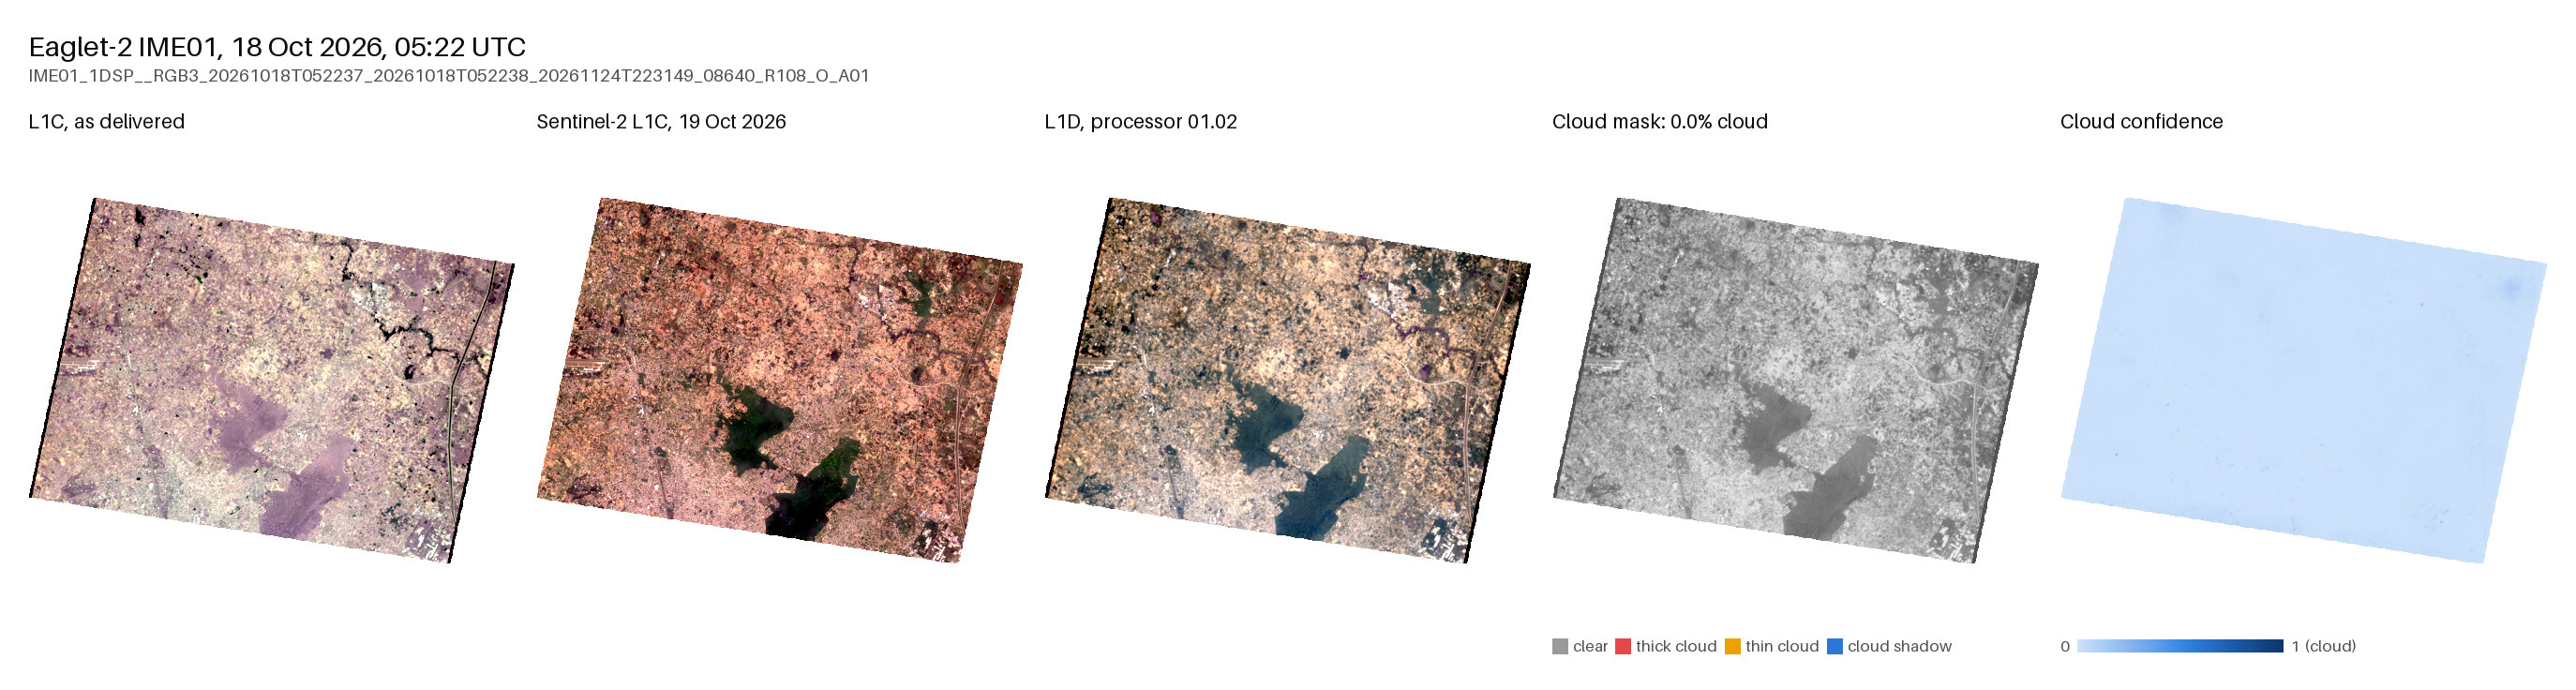 Eaglet-2 IME01, 18 Oct 2026, 05:22 UTC
IME01_1DSP__RGB3_20261018T052237_20261018T052238_20261124T223149_08640_R108_O_A01
L1C, as delivered
Sentinel-2 L1C, 19 Oct 2026
L1D, processor 01.02
Cloud mask: 0.0% cloud
Cloud confidence
clear
thick cloud
thin cloud
cloud shadow
0
1 (cloud)